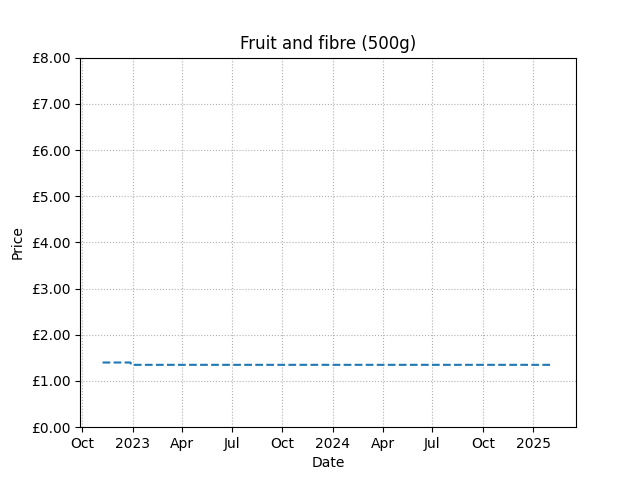 Fruit and fibre (500g)
£8.00
£7.00
£6.00
£5.00
£4.00
£3.00
£2.00
£1.00
£0.00
Price
Oct 2023 Apr Jul Oct 2024 Apr Jul Oct 2025
Date